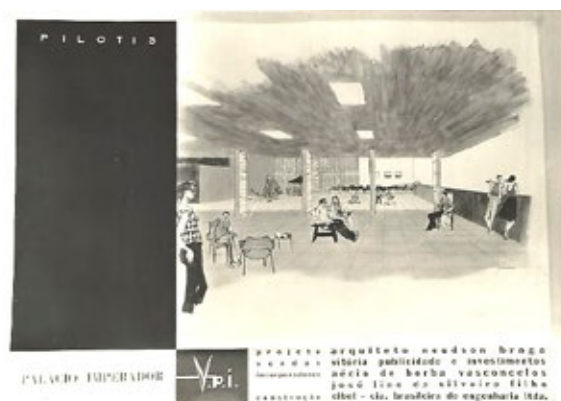 PILOTIS
PALACIO IMPERADOR
V.p.i.
projeto arquiteto neudson braga
vendas vitória publicidade e investimentos
aécio de borba vasconcelos
josé lino da silveira filho
construção cibel - cia. brasileira de engenharia ltda.